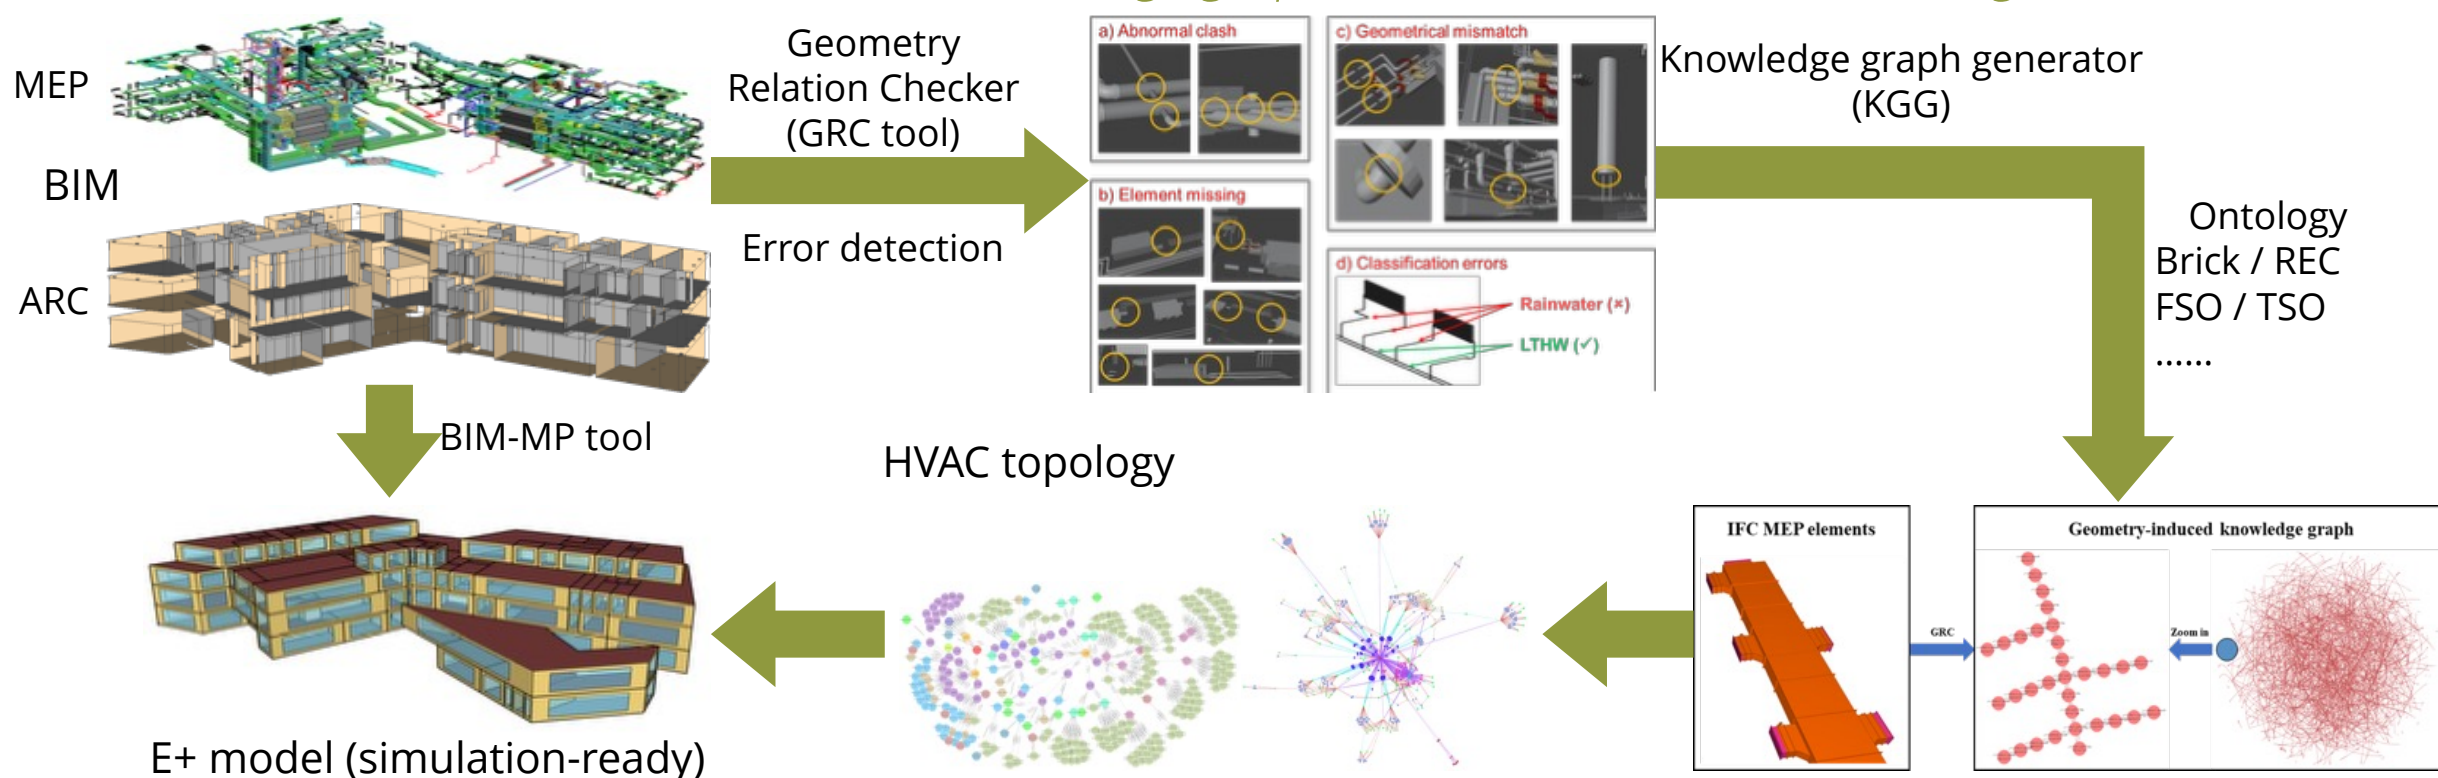 MEP
BIM
ARC
Geometry
Relation Checker
(GRC tool)
Error detection
a) Abnormal clash
b) Element missing
c) Geometrical mismatch
d) Classification errors
Rainwater (×)
LTHW (✓)
Knowledge graph generator
(KGG)
Ontology
Brick / REC
FSO / TSO
......
BIM-MP tool
HVAC topology
IFC MEP elements
GRC
Geometry-induced knowledge graph
Zoom in
E+ model (simulation-ready)